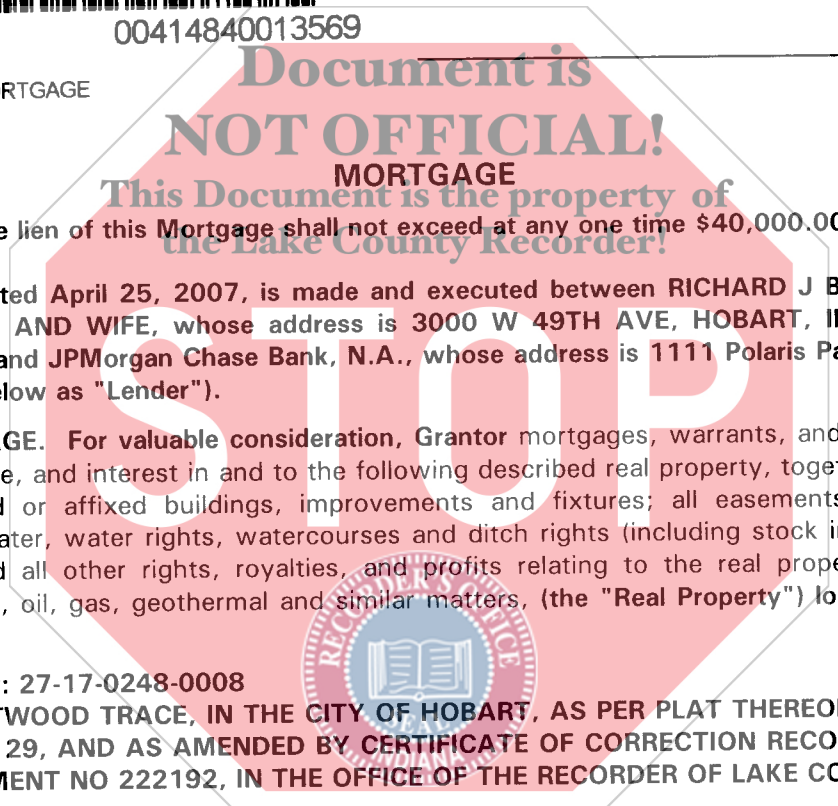 00414840013569
RTGAGE
Document is
NOT OFFICIAL!
MORTGAGE
This Document is the property of
the Lake County Recorder!
e lien of this Mortgage shall not exceed at any one time $40,000.00
ted April 25, 2007, is made and executed between RICHARD J B
AND WIFE, whose address is 3000 W 49TH AVE, HOBART, I
and JPMorgan Chase Bank, N.A., whose address is 1111 Polaris Pa
low as "Lender").
STOP
GE. For valuable consideration, Grantor mortgages, warrants, and
e, and interest in and to the following described real property, toget
d or affixed buildings, improvements and fixtures; all easements
ater, water rights, watercourses and ditch rights (including stock i
d all other rights, royalties, and profits relating to the real prope
, oil, gas, geothermal and similar matters, (the "Real Property") lo
RECORDER'S OFFICE
SEAL
INDIANA
: 27-17-0248-0008
TWOOD TRACE, IN THE CITY OF HOBART, AS PER PLAT THEREO
29, AND AS AMENDED BY CERTIFICATE OF CORRECTION RECO
MENT NO 222192, IN THE OFFICE OF THE RECORDER OF LAKE CO